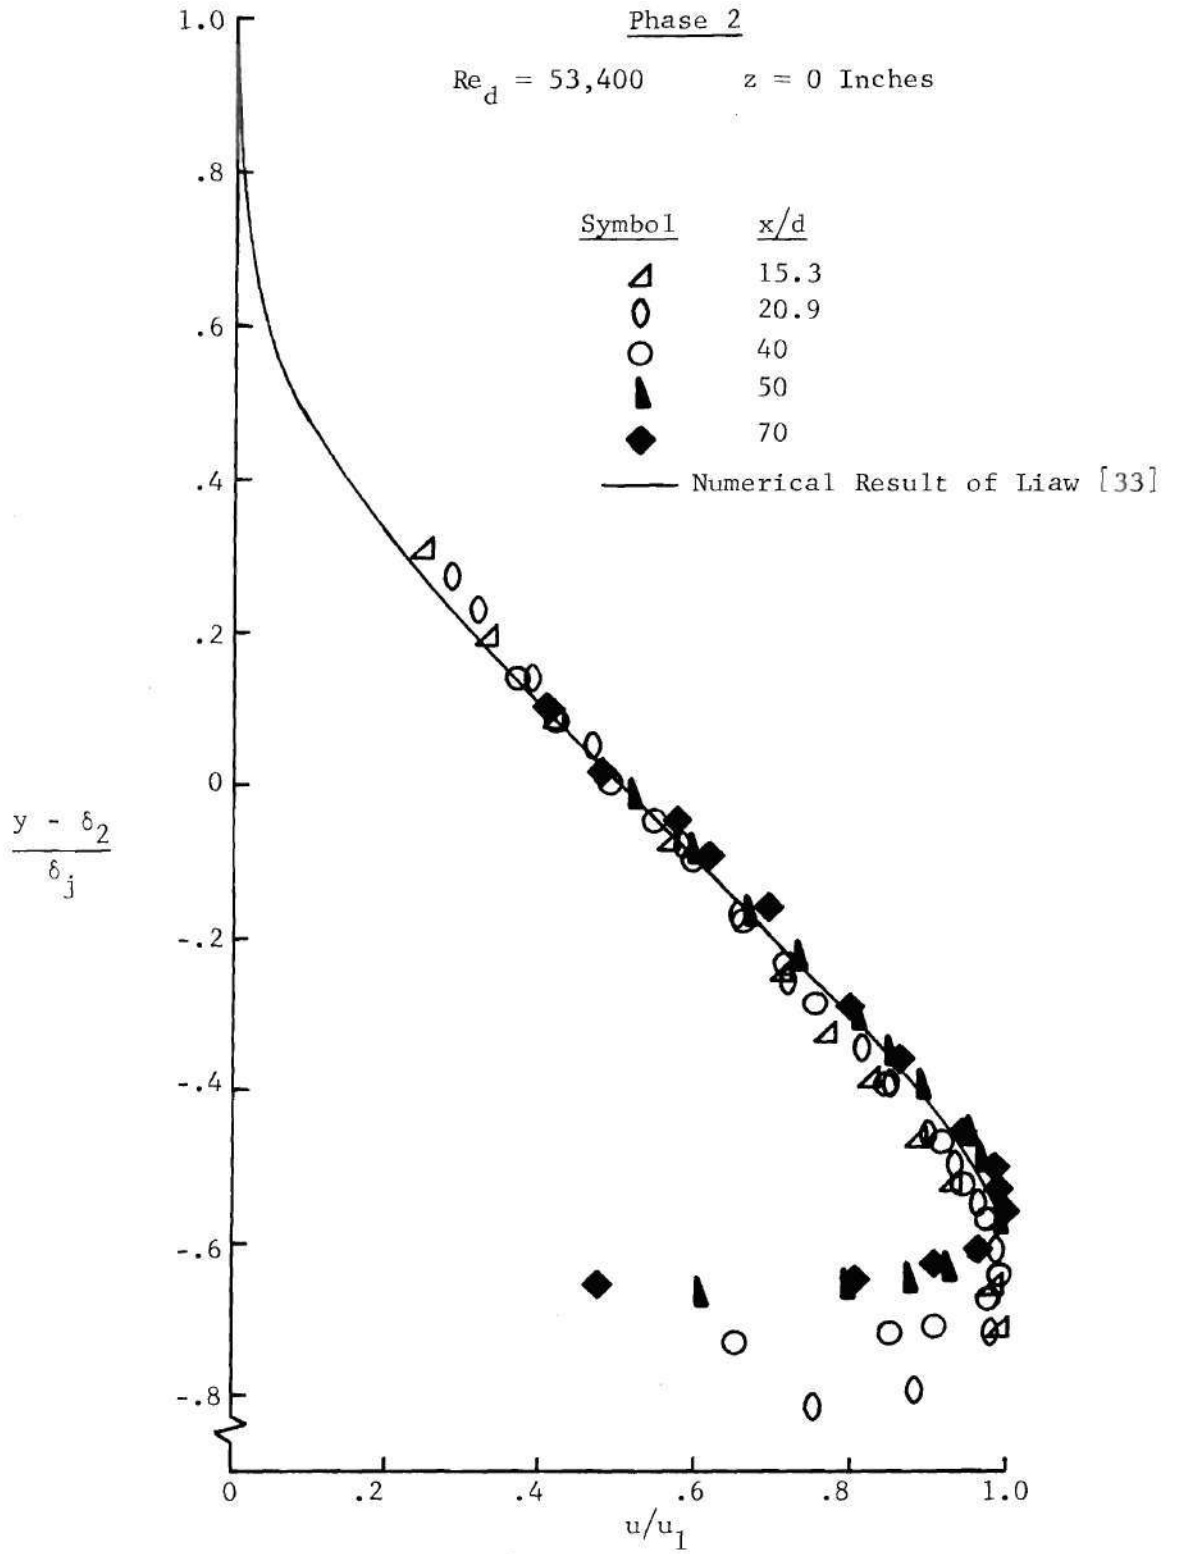 Phase 2
Re_d = 53,400 z = 0 Inches
Symbol x/d
15.3
20.9
40
50
70
Numerical Result of Liaw [33]
1.0
.8
.6
.4
.2
0
-.2
-.4
-.6
-.8
y - δ_2
δ_j
0 .2 .4 .6 .8 1.0
u/u_1